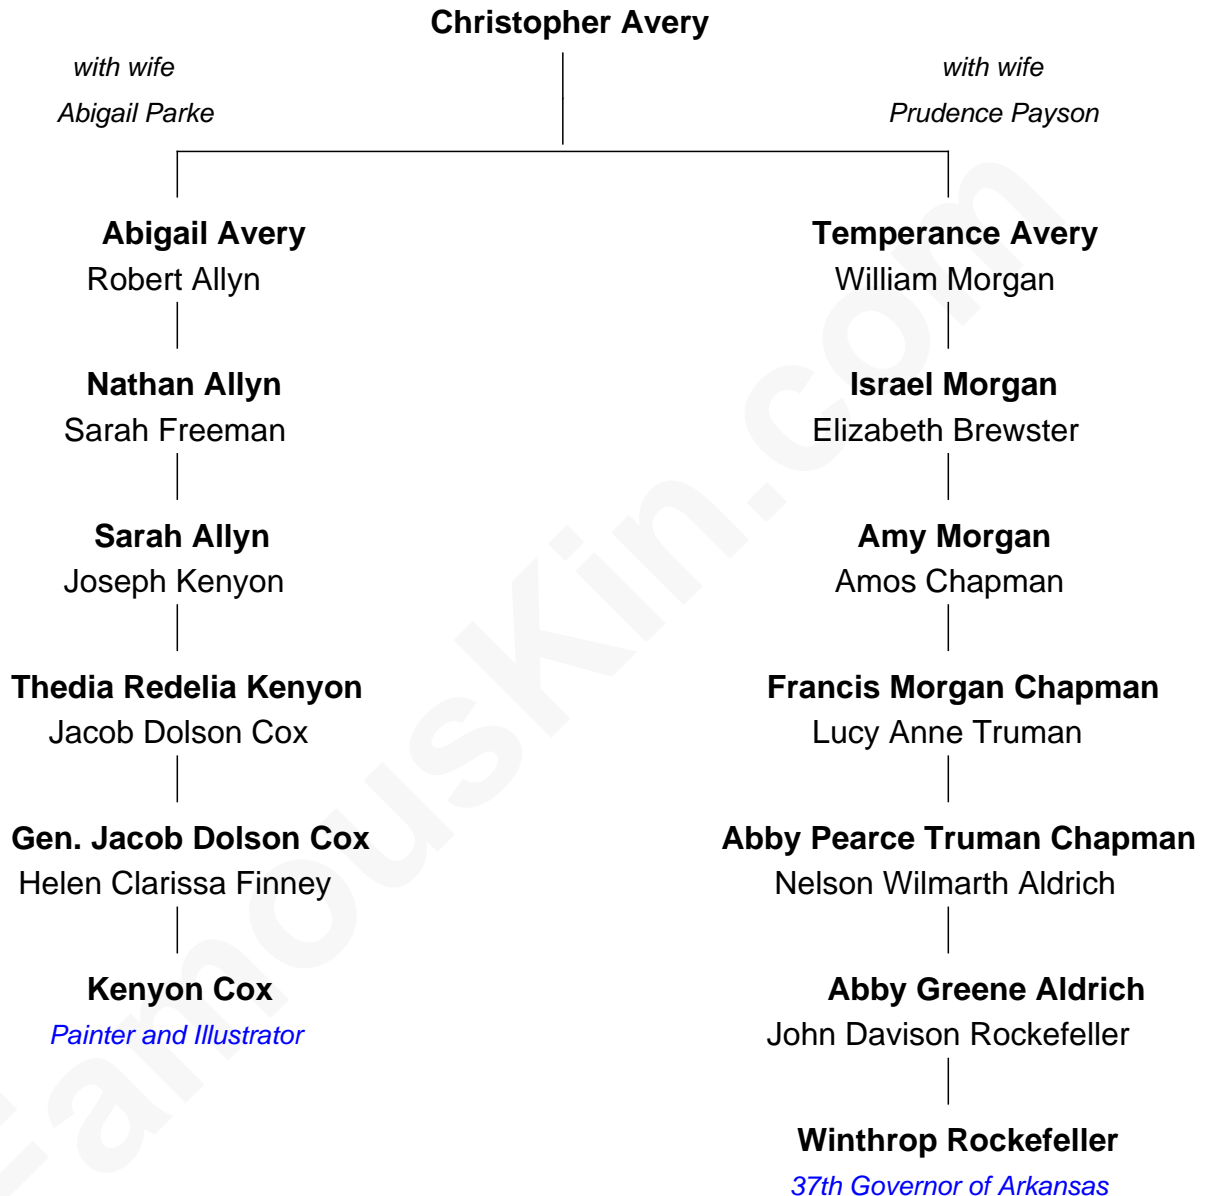 Christopher Avery
with wife
Abigail Parke
with wife
Prudence Payson
Abigail Avery
Robert Allyn
Temperance Avery
William Morgan
Nathan Allyn
Sarah Freeman
Israel Morgan
Elizabeth Brewster
Sarah Allyn
Joseph Kenyon
Amy Morgan
Amos Chapman
Thedia Redelia Kenyon
Jacob Dolson Cox
Francis Morgan Chapman
Lucy Anne Truman
Gen. Jacob Dolson Cox
Helen Clarissa Finney
Abby Pearce Truman Chapman
Nelson Wilmarth Aldrich
Kenyon Cox
Painter and Illustrator
Abby Greene Aldrich
John Davison Rockefeller
Winthrop Rockefeller
37th Governor of Arkansas
FamousKin.com